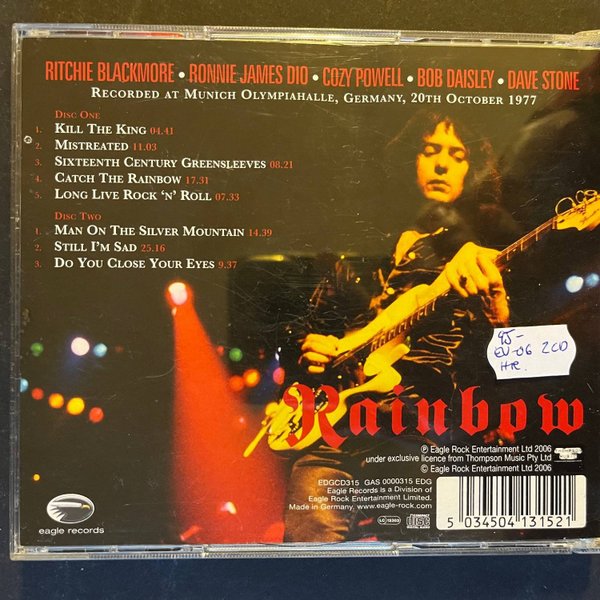 RITCHIE BLACKMORE • RONNIE JAMES DIO • COZY POWELL • BOB DAISLEY • DAVE STONE
RECORDED AT MUNICH OLYMPIAHALLE, GERMANY, 20TH OCTOBER 1977
DISC ONE
1. KILL THE KING 04.41
2. MISTREATED 11.03
3. SIXTEENTH CENTURY GREENSLEEVES 08.21
4. CATCH THE RAINBOW 17.31
5. LONG LIVE ROCK 'N' ROLL 07.33
DISC TWO
1. MAN ON THE SILVER MOUNTAIN 14.39
2. STILL I'M SAD 25.16
3. DO YOU CLOSE YOUR EYES 9.37
EU-06 2CD
Rainbow
℗ Eagle Rock Entertainment Ltd 2006
under exclusive licence from Thompson Music Pty Ltd
© Eagle Rock Entertainment Ltd 2006
EDGCD315 GAS 0000315 EDG
Eagle Records is a Division of
Eagle Rock Entertainment Limited.
Made in Germany. www.eagle-rock.com
eagle records
5 034504 131521